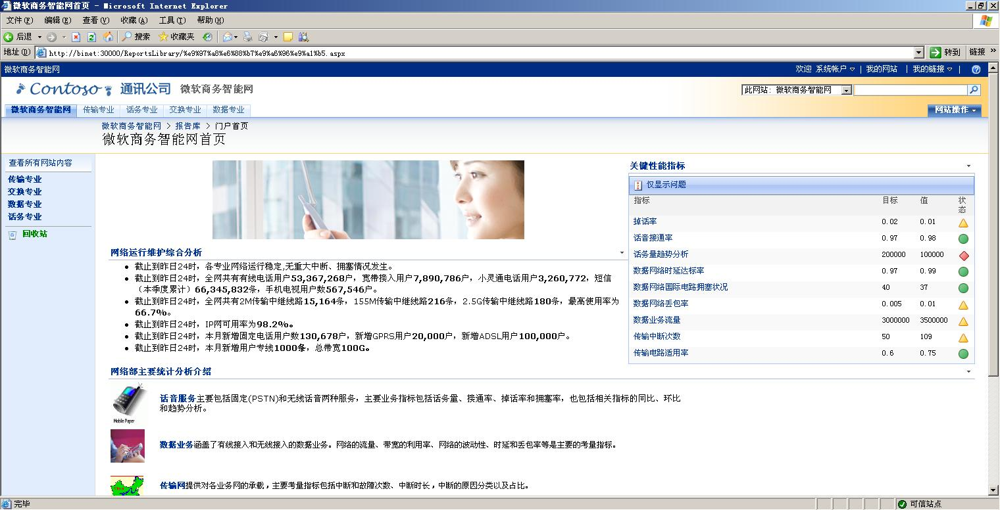 微软商务智能网首页 - Microsoft Internet Explorer
文件(F) 编辑(E) 查看(V) 收藏(A) 工具(T) 帮助(H)
后退 搜索 收藏夹
地址(D) http://binet:30000/ReportsLibrary/%e9%97%a8%e6%88%b7%e9%a6%96%e9%a1%b5.aspx 转到 链接 »
微软商务智能网 欢迎 系统帐户 | 我的网站 | 我的链接 |
Contoso 通讯公司 微软商务智能网 此网站: 微软商务智能网
微软商务智能网 传输专业 话务专业 交换专业 数据专业 网站操作
微软商务智能网 > 报告库 > 门户首页
微软商务智能网首页
查看所有网站内容
传输专业
交换专业
数据专业
话务专业
回收站
关键性能指标
仅显示问题
指标 目标 值 状态
掉话率 0.02 0.01
话音接通率 0.97 0.98
话务量趋势分析 200000 100000
数据网络时延达标率 0.97 0.99
数据网络国际电路拥塞状况 40 37
数据网络丢包率 0.005 0.01
数据业务流量 3000000 3500000
传输中断次数 50 109
传输电路适用率 0.6 0.75
网络运行维护综合分析
截止到昨日24时，各专业网络运行稳定,无重大中断、拥塞情况发生。
截止到昨日24时，全网共有有线电话用户53,367,268户，宽带接入用户7,890,786户，小灵通电话用户3,260,772，短信
（本季度累计）66,345,832条，手机电视用户数567,546户。
截止到昨日24时，全网共有2M传输中继线路15,164条，155M传输中继线路216条，2.5G传输中继线路180条，最高使用率为
66.7%。
截止到昨日24时，IP网可用率为98.2%。
截止到昨日24时，本月新增固定电话用户数130,678户，新增GPRS用户20,000户，新增ADSL用户100,000户。
截止到昨日24时，本月新增用户专线1000条，总带宽100G。
网络部主要统计分析介绍
Mobile Paper
话音服务主要包括固定(PSTN)和无线话音两种服务，主要业务指标包括话务量、接通率、掉话率和拥塞率，也包括相关指标的同比、环比
和趋势分析。
数据业务涵盖了有线接入和无线接入的数据业务。网络的流量、带宽的利用率、网络的波动性、时延和丢包率等是主要的考量指标。
传输网提供对各业务网的承载，主要考量指标包括中断和故障次数、中断时长，中断的原因分类以及占比。
完毕 可信站点